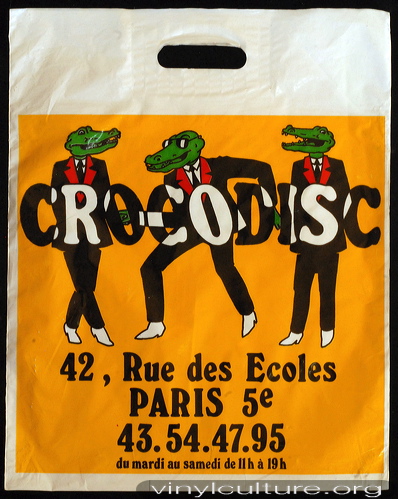 CROCODISC
42, Rue des Ecoles
PARIS 5e
43.54.47.95
du mardi au samedi de 11h à 19h
vinylculture.org